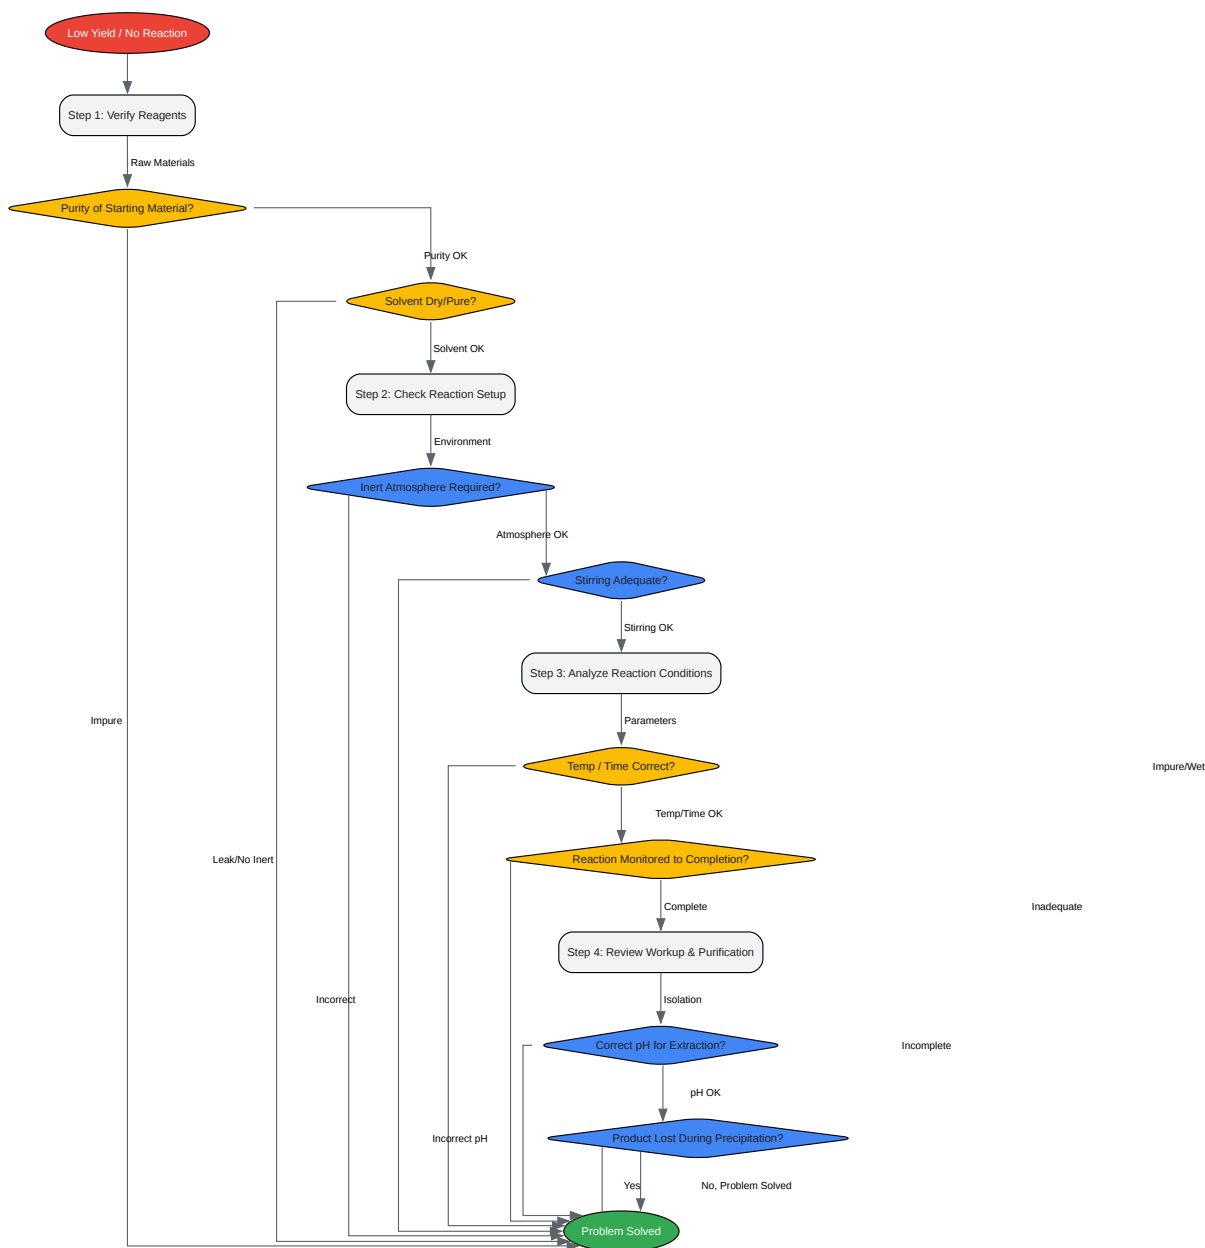 Low Yield / No Reaction
Step 1: Verify Reagents
Raw Materials
Purity of Starting Material?
Purity OK
Solvent Dry/Pure?
Solvent OK
Step 2: Check Reaction Setup
Environment
Inert Atmosphere Required?
Atmosphere OK
Stirring Adequate?
Stirring OK
Step 3: Analyze Reaction Conditions
Impure
Parameters
Temp / Time Correct?
Impure/Wet
Temp/Time OK
Leak/No Inert
Reaction Monitored to Completion?
Complete
Inadequate
Step 4: Review Workup & Purification
Incorrect
Isolation
Correct pH for Extraction?
Incomplete
pH OK
Incorrect pH
Product Lost During Precipitation?
Yes
No, Problem Solved
Problem Solved